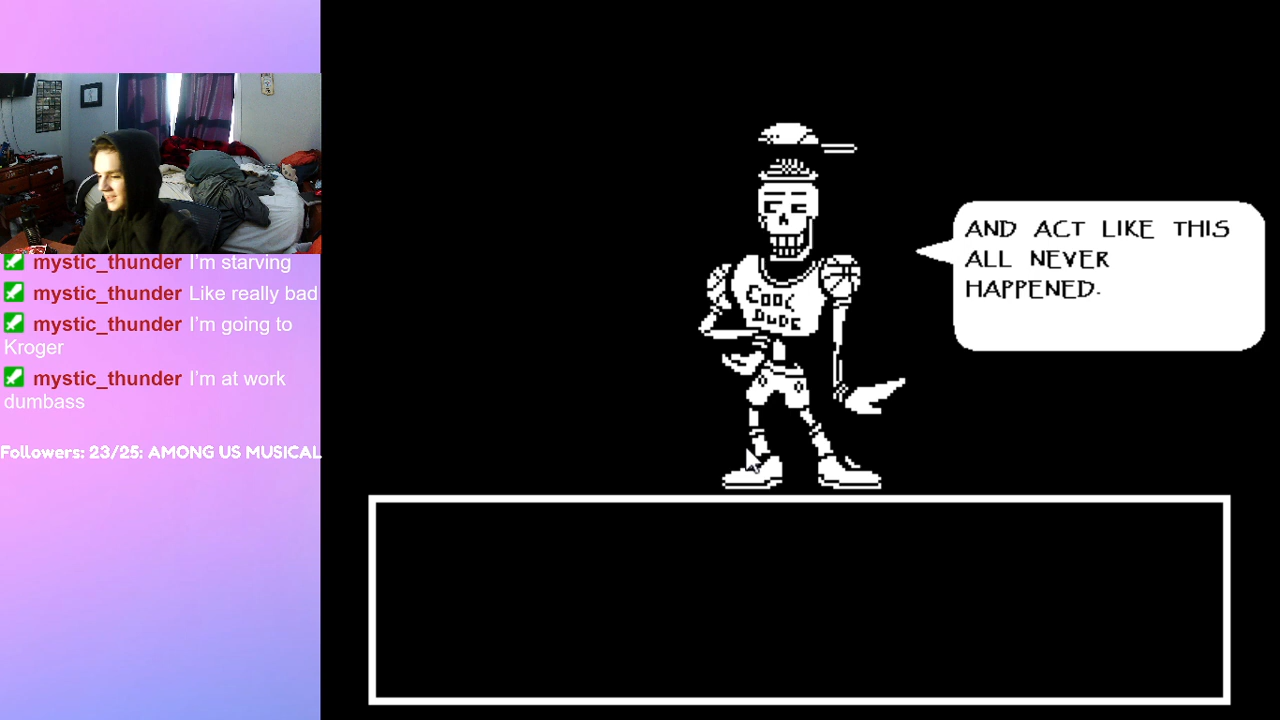 mystic_thunder I'm starving
mystic_thunder Like really bad
mystic_thunder I'm going to
Kroger
mystic_thunder I'm at work
dumbass
Followers: 23/25: AMONG US MUSICAL
COOL
DUDE
AND ACT LIKE THIS
ALL NEVER
HAPPENED.